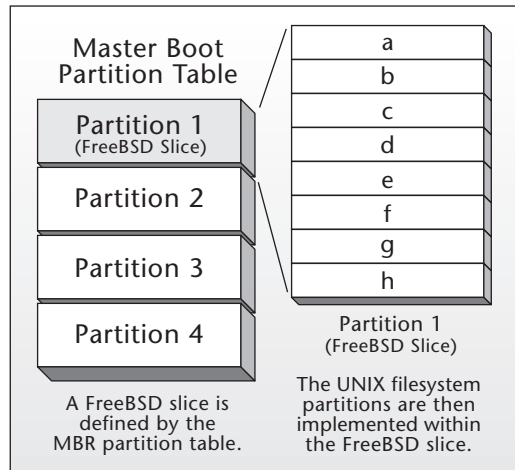 Master Boot
Partition Table
Partition 1
(FreeBSD Slice)
Partition 2
Partition 3
Partition 4
A FreeBSD slice is
defined by the
MBR partition table.
a
b
c
d
e
f
g
h
Partition 1
(FreeBSD Slice)
The UNIX filesystem
partitions are then
implemented within
the FreeBSD slice.